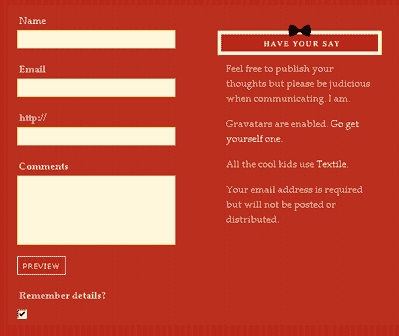 Name
Email
http://
Comments
PREVIEW
Remember details?
HAVE YOUR SAY
Feel free to publish your
thoughts but please be judicious
when communicating. I am.
Gravatars are enabled. Go get
yourself one.
All the cool kids use Textile.
Your email address is required
but will not be posted or
distributed.